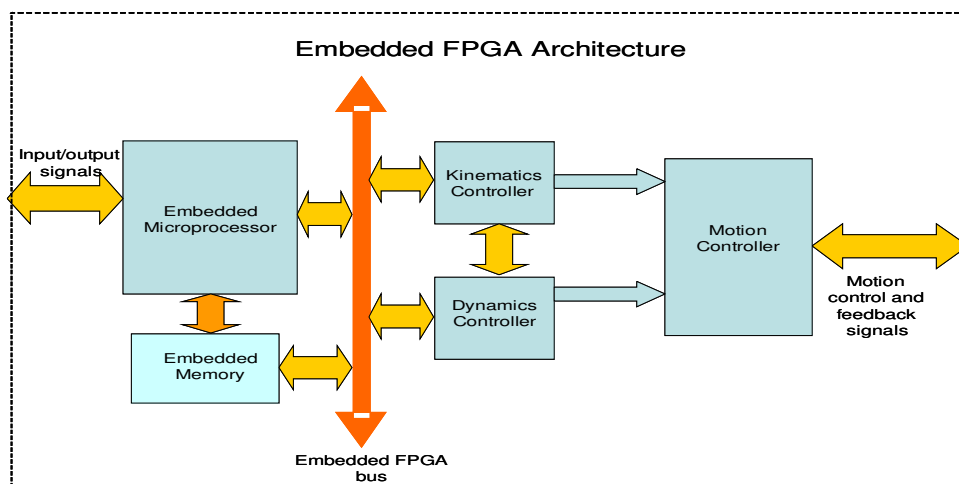 Embedded FPGA Architecture
Input/output
signals
Embedded
Microprocessor
Kinematics
Controller
Motion
Controller
Dynamics
Controller
Motion
control and
feedback
signals
Embedded
Memory
Embedded FPGA
bus